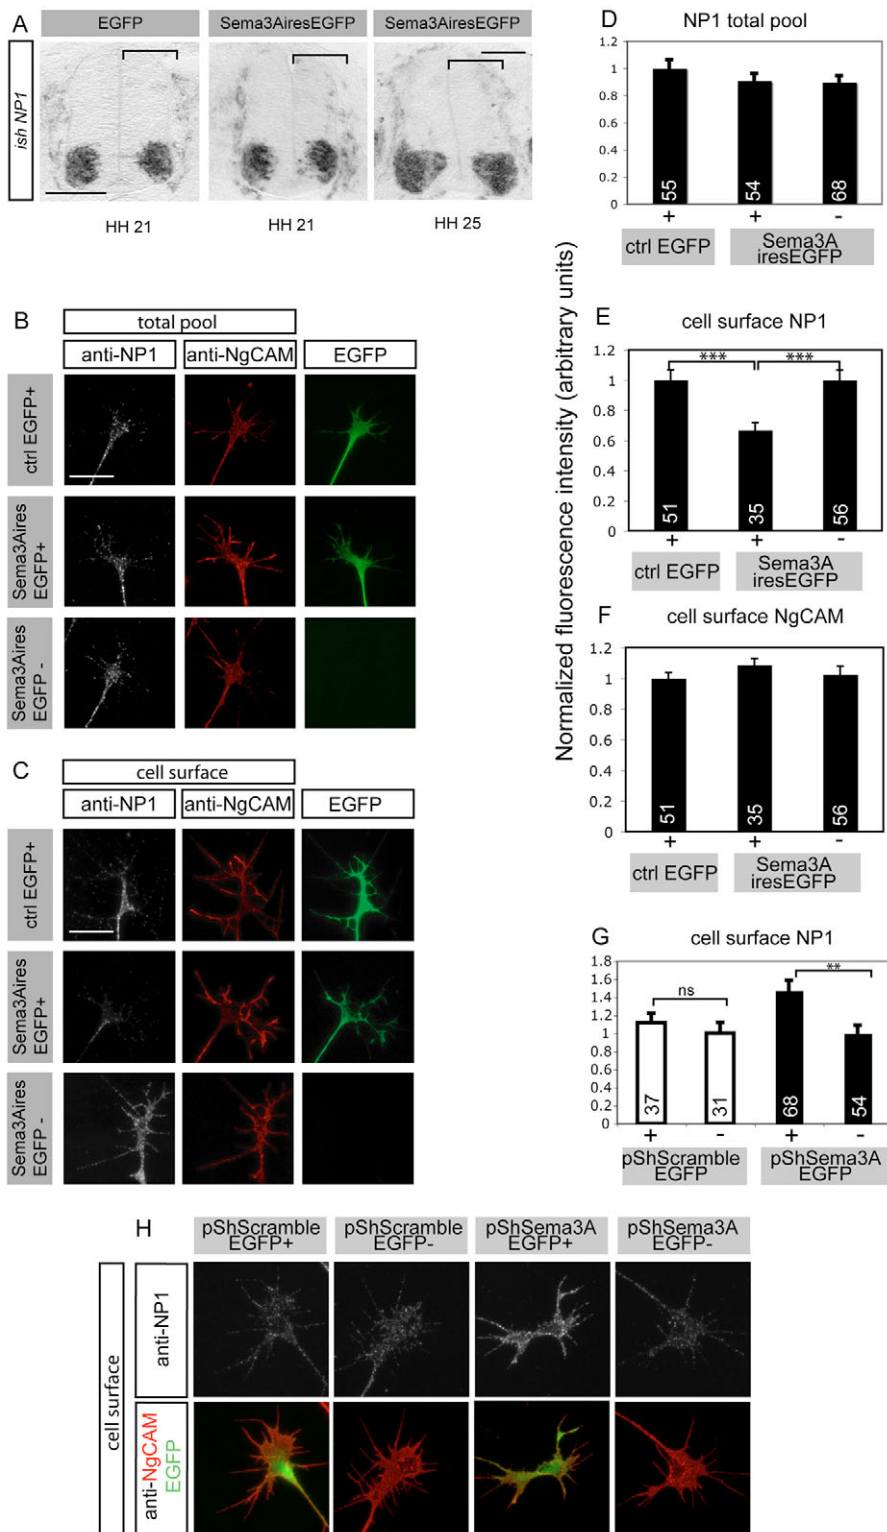 A
EGFP
Sema3AiresEGFP
Sema3AiresEGFP
ish NP1
HH 21
HH 21
HH 25
B
total pool
anti-NP1
anti-NgCAM
EGFP
ctrl EGFP+
Sema3Aires
EGFP+
Sema3Aires
EGFP -
C
cell surface
anti-NP1
anti-NgCAM
EGFP
ctrl EGFP+
Sema3Aires
EGFP+
Sema3Aires
EGFP -
Normalized fluorescence intensity (arbitrary units)
D
NP1 total pool
1.2
1
0.8
0.6
0.4
0.2
0
55
54
68
+
+
-
ctrl EGFP
Sema3A
iresEGFP
E
cell surface NP1
1.2
1
0.8
0.6
0.4
0.2
0
***
***
51
35
56
+
+
-
ctrl EGFP
Sema3A
iresEGFP
F
cell surface NgCAM
1.2
1
0.8
0.6
0.4
0.2
0
51
35
56
+
+
-
ctrl EGFP
Sema3A
iresEGFP
G
cell surface NP1
1.8
1.6
1.4
1.2
1
0.8
0.6
0.4
0.2
0
ns
**
37
31
68
54
+
-
+
-
pShScramble
EGFP
pShSema3A
EGFP
H
pShScramble
EGFP+
pShScramble
EGFP-
pShSema3A
EGFP+
pShSema3A
EGFP-
cell surface
anti-NP1
anti-NgCAM
EGFP